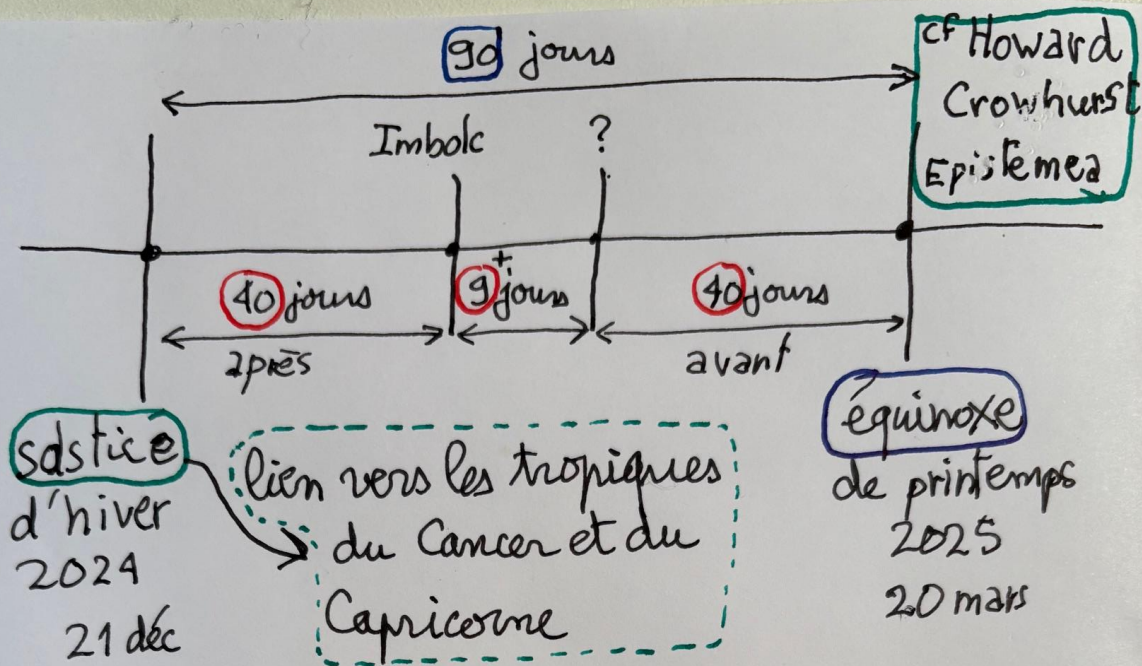 90 jours
cf Howard
Crowhurst
Epistemea
Imbolc
?
40 jours
9+ jours
40 jours
après
avant
solstice
d'hiver
2024
21 déc
lien vers les tropiques
du Cancer et du
Capricorne
équinoxe
de printemps
2025
20 mars